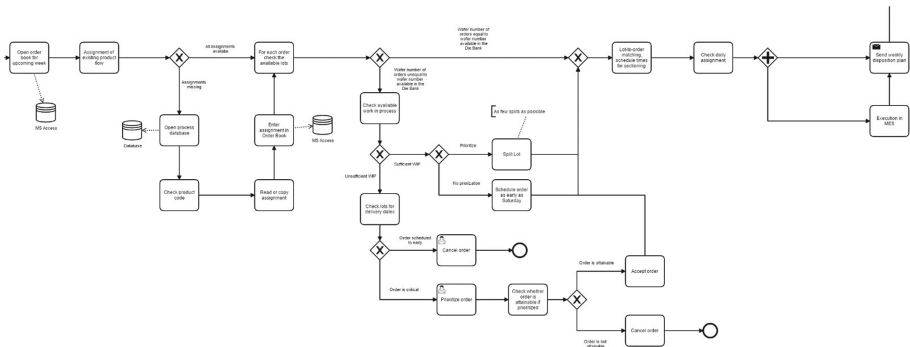 Open order
book for
upcoming week
MS Access
Assignment of
existing product
flow
All assignments
available
Assignments
missing
Open process
database
Database
Check product
code
For each order
check the
available lots
Enter
assignment in
Order Book
MS Access
Read or copy
assignment
Wafer number of
orders equal to
wafer number
available in the
Die Bank
Wafer number of
orders unequal to
wafer number
available in the
Die Bank
Check available
work in process
Sufficient WIP
Unsufficient WIP
Prioritize
No priorization
As few splits as possible
Split Lot
Schedule order
as early as
Saturday
Check lots for
delivery dates
Order scheduled
to early
Cancel order
Order is critical
Prioritize order
Check whether
order is
attainable if
prioritized
Order is attainable
Accept order
Order is not
attainable
Cancel order
Lot-to-order
matching,
schedule times
for sectioning
Check daily
assignment
Send weekly
disposition plan
Execution in
MES